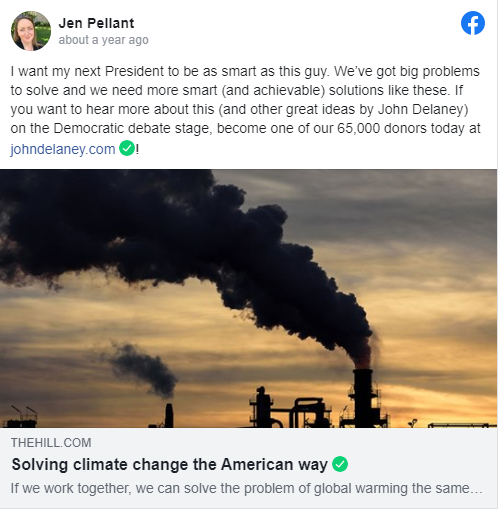 Jen Pellant
about a year ago
I want my next President to be as smart as this guy. We've got big problems
to solve and we need more smart (and achievable) solutions like these. If
you want to hear more about this (and other great ideas by John Delaney)
on the Democratic debate stage, become one of our 65,000 donors today at
johndelaney.com !
THEHILL.COM
Solving climate change the American way
If we work together, we can solve the problem of global warming the same...